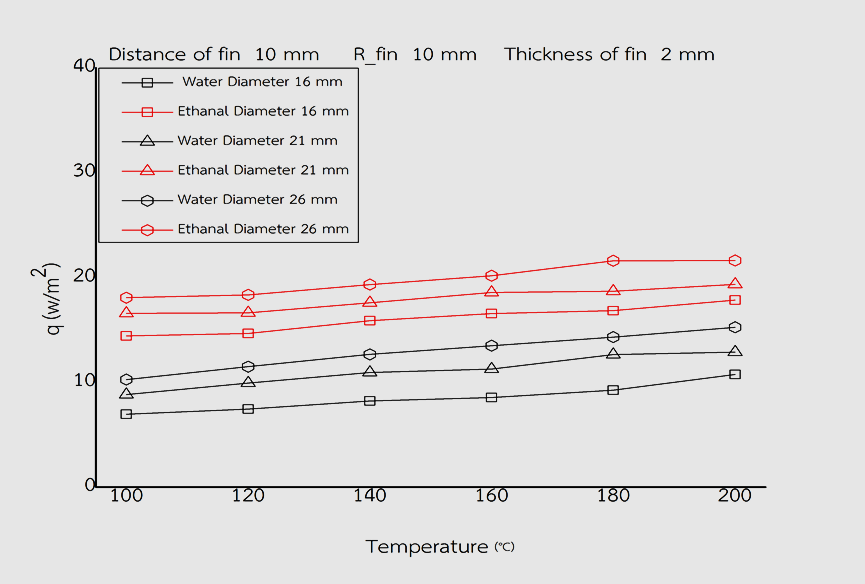 Distance of fin 10 mm R_fin 10 mm Thickness of fin 2 mm
40
Water Diameter 16 mm
Ethanal Diameter 16 mm
Water Diameter 21 mm
Ethanal Diameter 21 mm
Water Diameter 26 mm
Ethanal Diameter 26 mm
30
20
10
0
q (w/m²)
100 120 140 160 180 200
Temperature (°C)